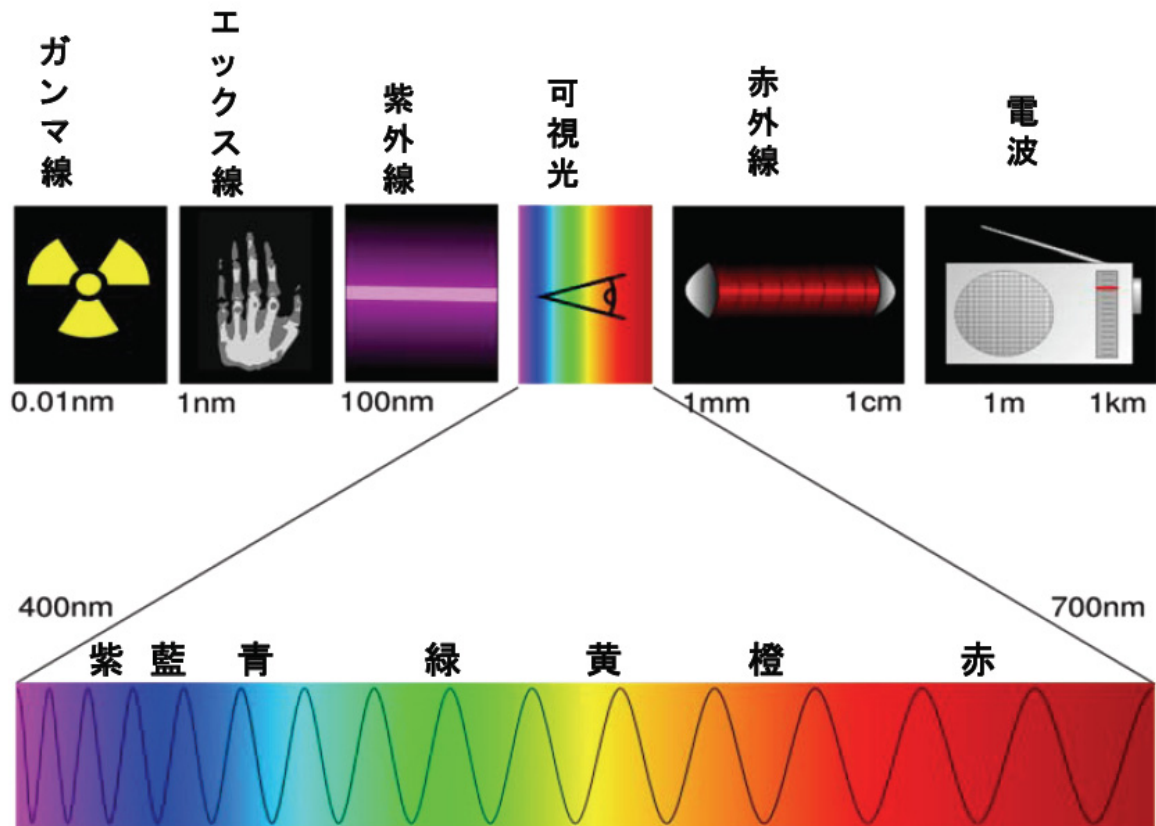 ガンマ線
エックス線
紫外線
可視光
赤外線
電波
0.01nm
1nm
100nm
1mm
1cm
1m
1km
400nm
700nm
紫 藍 青 緑 黄 橙 赤